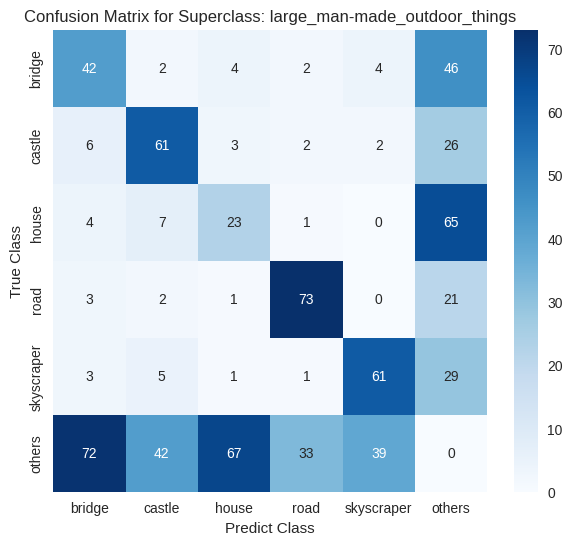 Confusion Matrix for Superclass: large_man-made_outdoor_things
True Class
bridge 42 2 4 2 4 46
castle 6 61 3 2 2 26
house 4 7 23 1 0 65
road 3 2 1 73 0 21
skyscraper 3 5 1 1 61 29
others 72 42 67 33 39 0
bridge castle house road skyscraper others
Predict Class
70
60
50
40
30
20
10
0